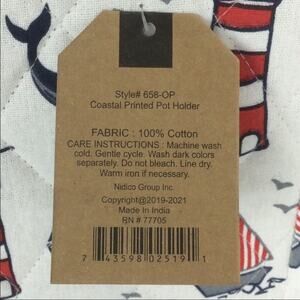 Style# 658-OP
Coastal Printed Pot Holder
FABRIC : 100% Cotton
CARE INSTRUCTIONS : Machine wash
cold. Gentle cycle. Wash dark colors
separately. Do not bleach. Line dry.
Warm iron if necessary.
Nidico Group Inc.
Copyright@2019-2021
Made In India
RN # 77705
7 43598 02519 1